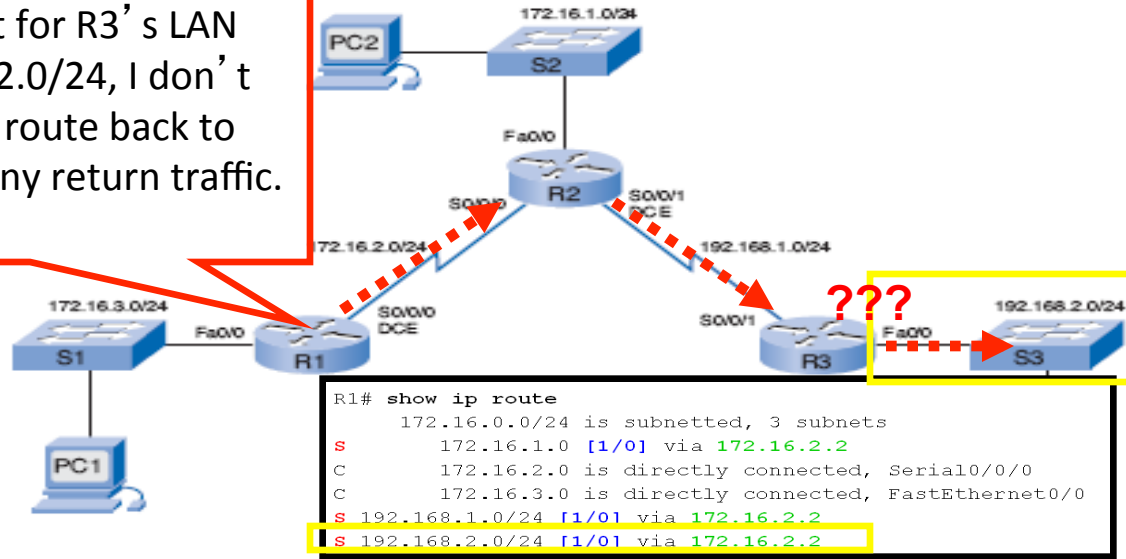 t for R3’s LAN
2.0/24, I don’t
route back to
ny return traffic.
172.16.1.0/24
PC2
S2
Fa0/0
R2
S0/0/0
S0/0/1
DCE
72.16.2.0/24
192.168.1.0/24
172.16.3.0/24
S0/0/0
DCE
Fa0/0
S1
R1
PC1
S0/0/1
???
Fa0/0
192.168.2.0/24
R3
S3
R1# show ip route
172.16.0.0/24 is subnetted, 3 subnets
S 172.16.1.0 [1/0] via 172.16.2.2
C 172.16.2.0 is directly connected, Serial0/0/0
C 172.16.3.0 is directly connected, FastEthernet0/0
S 192.168.1.0/24 [1/0] via 172.16.2.2
S 192.168.2.0/24 [1/0] via 172.16.2.2